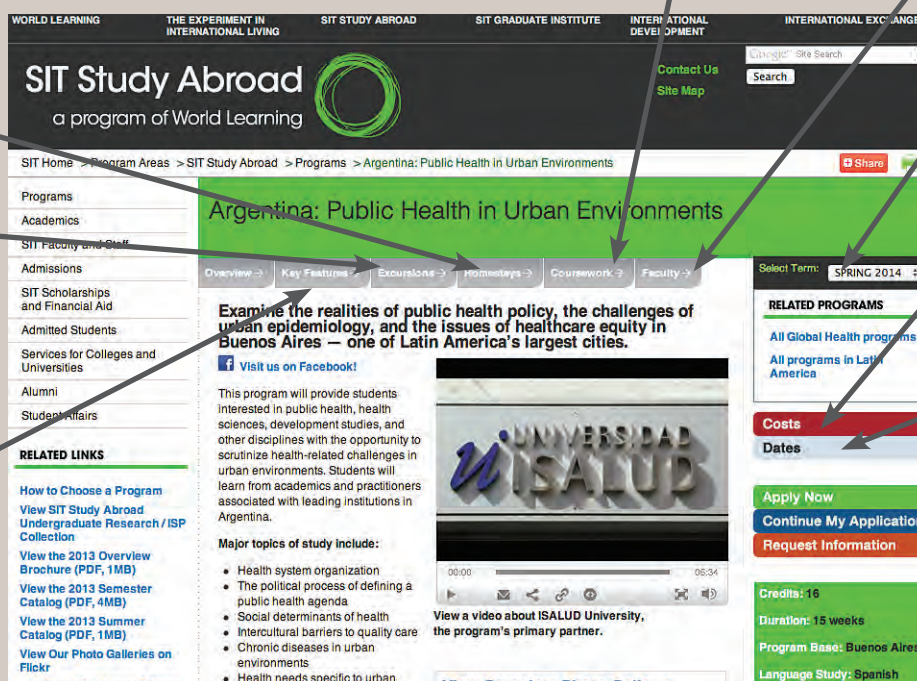 WORLD LEARNING
THE EXPERIMENT IN
INTERNATIONAL LIVING
SIT STUDY ABROAD
SIT GRADUATE INSTITUTE
INTERNATIONAL
DEVELOPMENT
INTERNATIONAL EXCHANGE
SIT Study Abroad
a program of World Learning
Contact Us
Site Map
Google Site Search
Search
SIT Home > Program Areas > SIT Study Abroad > Programs > Argentina: Public Health in Urban Environments
Share
Programs
Academics
SIT Faculty and Staff
Admissions
SIT Scholarships
and Financial Aid
Admitted Students
Services for Colleges and
Universities
Alumni
Student Affairs
RELATED LINKS
How to Choose a Program
View SIT Study Abroad
Undergraduate Research / ISP
Collection
View the 2013 Overview
Brochure (PDF, 1MB)
View the 2013 Semester
Catalog (PDF, 4MB)
View the 2013 Summer
Catalog (PDF, 1MB)
View Our Photo Galleries on
Flickr
Argentina: Public Health in Urban Environments
Overview → Key Features → Excursions → Homestays → Coursework → Faculty →
Examine the realities of public health policy, the challenges of
urban epidemiology, and the issues of healthcare equity in
Buenos Aires — one of Latin America's largest cities.
Visit us on Facebook!
This program will provide students
interested in public health, health
sciences, development studies, and
other disciplines with the opportunity to
scrutinize health-related challenges in
urban environments. Students will
learn from academics and practitioners
associated with leading institutions in
Argentina.
Major topics of study include:
• Health system organization
• The political process of defining a
public health agenda
• Social determinants of health
• Intercultural barriers to quality care
• Chronic diseases in urban
environments
• Health needs specific to urban
UNIVERSIDAD
ISALUD
00:00
05:34
View a video about ISALUD University,
the program's primary partner.
Select Term: SPRING 2014
RELATED PROGRAMS
All Global Health programs
All programs in Latin
America
Costs
Dates
Apply Now
Continue My Application
Request Information
Credits: 16
Duration: 15 weeks
Program Base: Buenos Aires
Language Study: Spanish